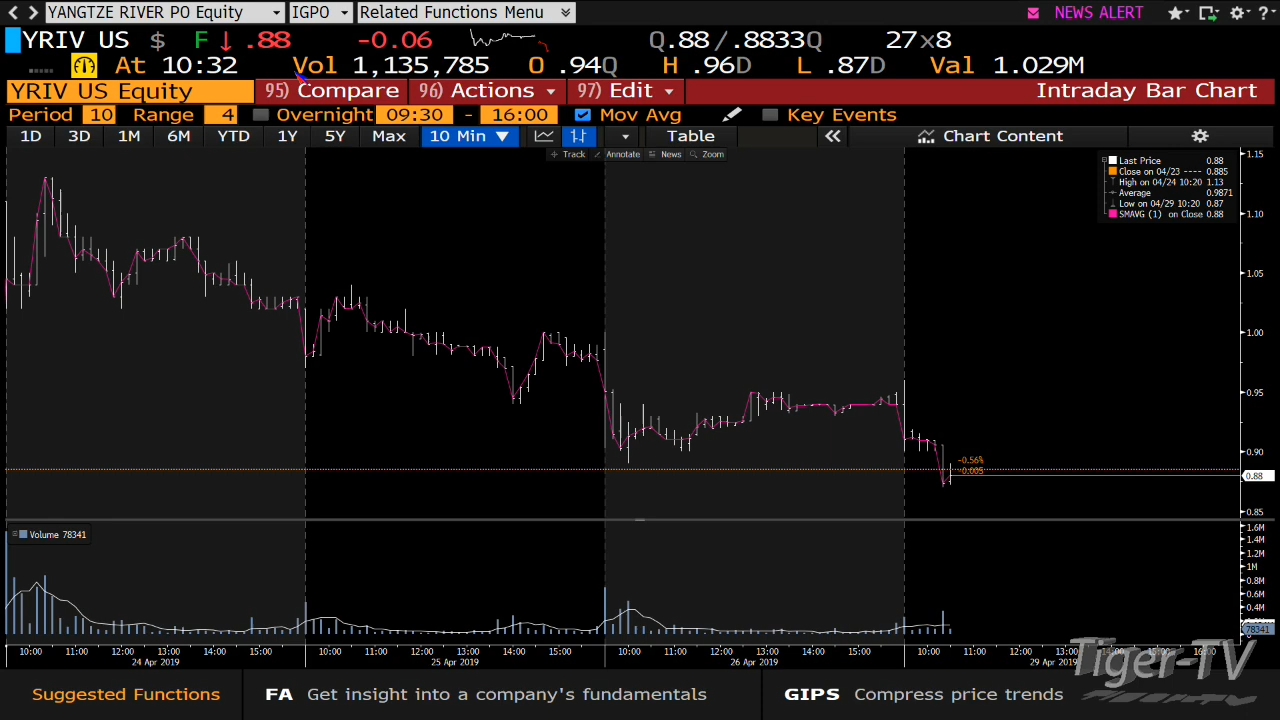 YANGTZE RIVER PO Equity IGPO Related Functions Menu NEWS ALERT ?
YRIV US $ F ↓ .88 -0.06 Q.88/.8833Q 27x8
At 10:32 Vol 1,135,785 O .94Q H .96D L .87D Val 1.029M
YRIV US Equity 95) Compare 96) Actions 97) Edit Intraday Bar Chart
Period 10 Range 4 Overnight 09:30 - 16:00 Mov Avg Key Events
1D 3D 1M 6M YTD 1Y 5Y Max 10 Min ▼ Table « Chart Content
Track Annotate News Zoom
Last Price 0.88
Close on 04/23 ---- 0.885
High on 04/24 10:20 1.13
Average 0.9871
Low on 04/29 10:20 0.87
SMAVG (1) on Close 0.88
1.15
1.10
1.05
1.00
0.95
0.90
-0.56%
-0.005
0.88
0.85
Volume 78341
1.6M
1.4M
1.2M
1M
0.8M
0.6M
0.4M
78341
0
10:00 11:00 12:00 13:00 14:00 15:00 10:00 11:00 12:00 13:00 14:00 15:00 10:00 11:00 12:00 13:00 14:00 15:00 10:00 11:00 12:00 13:00 14:00 15:00 16:00
24 Apr 2019 25 Apr 2019 26 Apr 2019 29 Apr 2019
Tiger-TV
Suggested Functions FA Get insight into a company's fundamentals GIPS Compress price trends